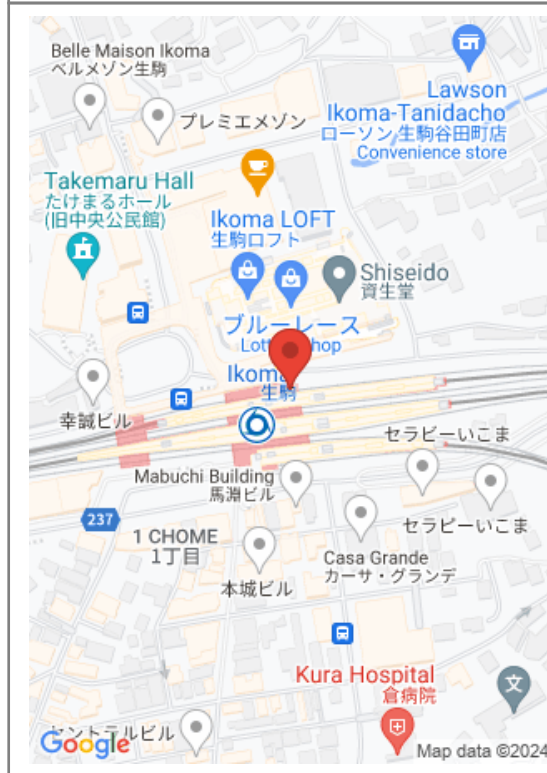 Belle Maison Ikoma
ベルメゾン生駒
プレミエメゾン
Lawson
Ikoma-Tanidacho
ローソン 生駒谷田町店
Convenience store
Takemaru Hall
たけまるホール
(旧中央公民館)
Ikoma LOFT
生駒ロフト
Shiseido
資生堂
ブルーレース
hop
生駒
幸誠ビル
セラビーいこま
Mabuchi Building
馬淵ビル
237
1 CHOME
1丁目
本城ビル
セラビーいこま
Casa Grande
カーサ・グランデ
Kura Hospital
倉病院
文
Google
Map data ©2024